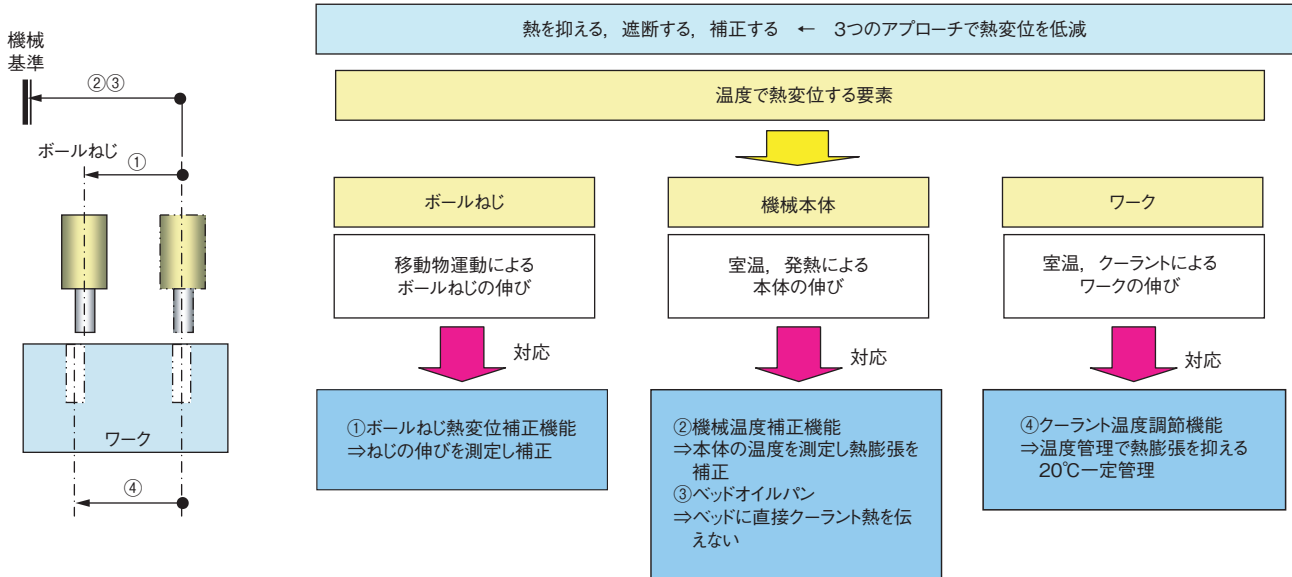 機械
基準
②③
ボールねじ
①
ワーク
④
熱を抑える，遮断する，補正する　←　3つのアプローチで熱変位を低減
温度で熱変位する要素
ボールねじ
移動物運動による
ボールねじの伸び
対応
①ボールねじ熱変位補正機能
⇒ねじの伸びを測定し補正
機械本体
室温，発熱による
本体の伸び
対応
②機械温度補正機能
⇒本体の温度を測定し熱膨張を
補正
③ベッドオイルパン
⇒ベッドに直接クーラント熱を伝
えない
ワーク
室温，クーラントによる
ワークの伸び
対応
④クーラント温度調節機能
⇒温度管理で熱膨張を抑える
20℃一定管理